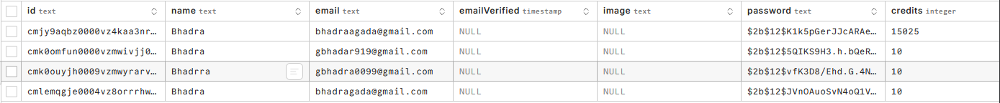 id text name text email text emailVerified timestamp image text password text credits integer
cmjy9aqbz0000vz4kaa3nr… Bhadra bhadraagada@gmail.com NULL NULL $2b$12$K1k5pGerJJcARAe… 15025
cmk0omfun0000vzmwivjj0… Bhadra gbhadar919@gmail.com NULL NULL $2b$12$5QIKS9H3.h.bQeR… 10
cmk0ouyjh0009vzmwyrarv… Bhadrra gbhadra0099@gmail.com NULL NULL $2b$12$vfK3D8/Ehd.G.4N… 10
cmlemqgje0004vz8orrrhw… Bhadra bhadragada@gmail.com NULL NULL $2b$12$JVnOAuoSvN4oQ1V… 10